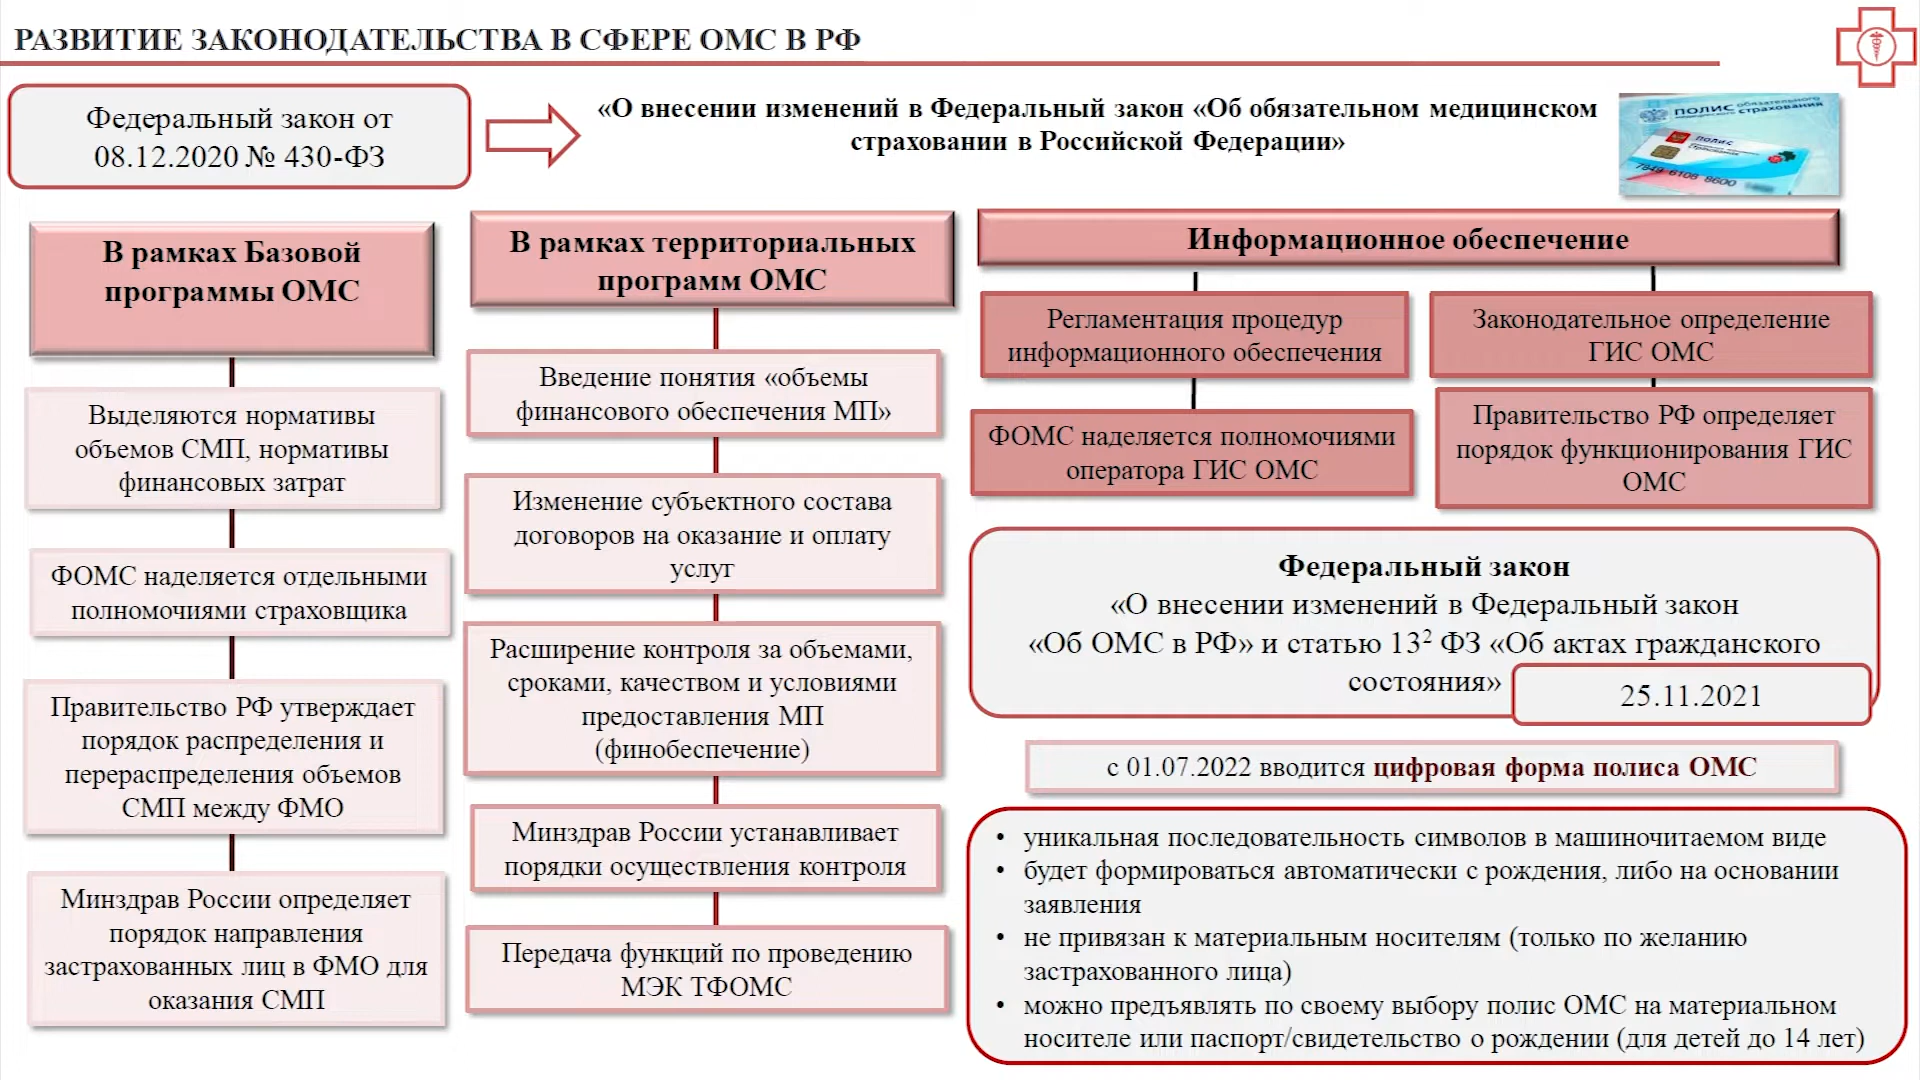 РАЗВИТИЕ ЗАКОНОДАТЕЛЬСТВА В СФЕРЕ ОМС В РФ
Федеральный закон от
08.12.2020 № 430-ФЗ
«О внесении изменений в Федеральный закон «Об обязательном медицинском
страховании в Российской Федерации»
ПОЛИС обязательного
страхования
ПОЛИС
7849 6108 8600
В рамках Базовой
программы ОМС
Выделяются нормативы
объемов СМП, нормативы
финансовых затрат
ФОМС наделяется отдельными
полномочиями страховщика
Правительство РФ утверждает
порядок распределения и
перераспределения объемов
СМП между ФМО
Минздрав России определяет
порядок направления
застрахованных лиц в ФМО для
оказания СМП
В рамках территориальных
программ ОМС
Введение понятия «объемы
финансового обеспечения МП»
Изменение субъектного состава
договоров на оказание и оплату
услуг
Расширение контроля за объемами,
сроками, качеством и условиями
предоставления МП
(финобеспечение)
Минздрав России устанавливает
порядки осуществления контроля
Передача функций по проведению
МЭК ТФОМС
Информационное обеспечение
Регламентация процедур
информационного обеспечения
ФОМС наделяется полномочиями
оператора ГИС ОМС
Законодательное определение
ГИС ОМС
Правительство РФ определяет
порядок функционирования ГИС
ОМС
Федеральный закон
«О внесении изменений в Федеральный закон
«Об ОМС в РФ» и статью 13² ФЗ «Об актах гражданского
состояния»
25.11.2021
с 01.07.2022 вводится цифровая форма полиса ОМС
• уникальная последовательность символов в машиночитаемом виде
• будет формироваться автоматически с рождения, либо на основании
заявления
• не привязан к материальным носителям (только по желанию
застрахованного лица)
• можно предъявлять по своему выбору полис ОМС на материальном
носителе или паспорт/свидетельство о рождении (для детей до 14 лет)